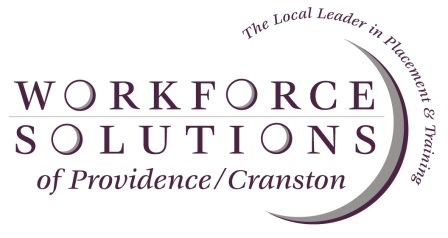 The Local Leader in Placement & Training
WORKFORCE
SOLUTIONS
of Providence/Cranston